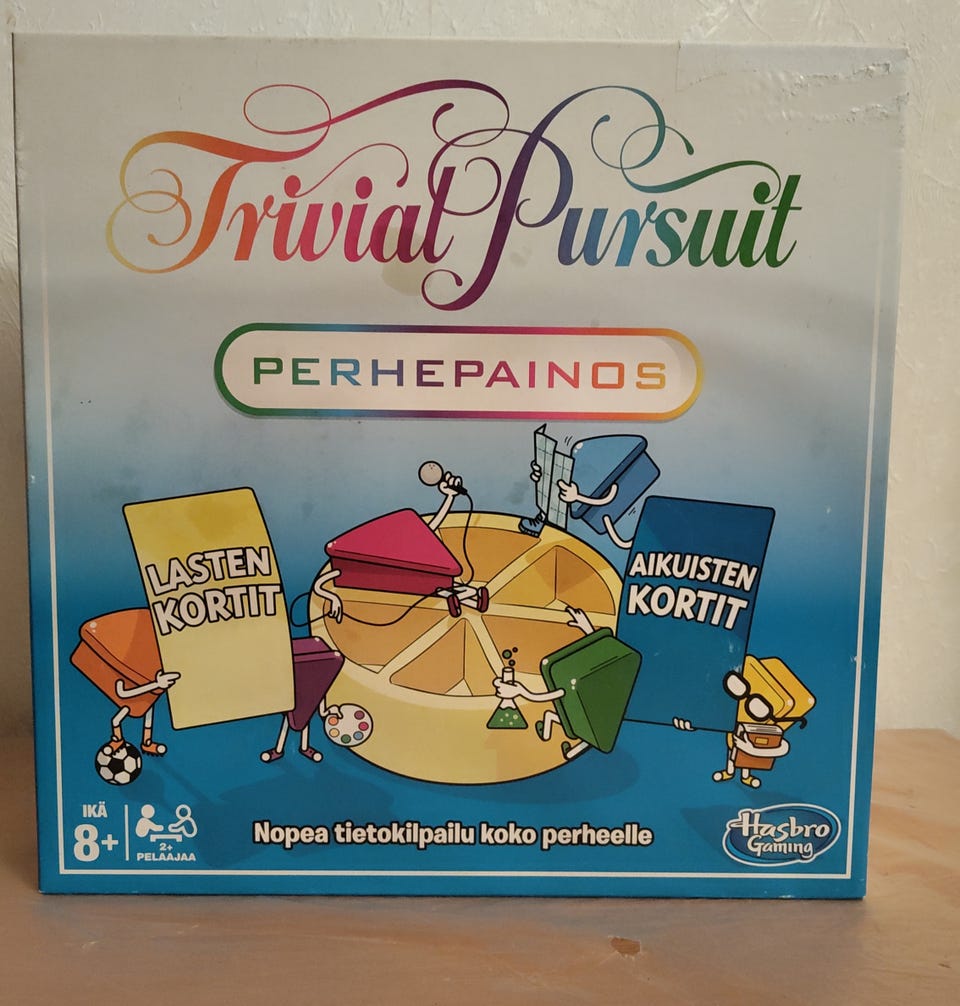 Trivial Pursuit
PERHEPAINOS
LASTEN
KORTIT
AIKUISTEN
KORTIT
IKÄ
8+
2+
PELAAJAA
Nopea tietokilpailu koko perheelle
Hasbro
Gaming